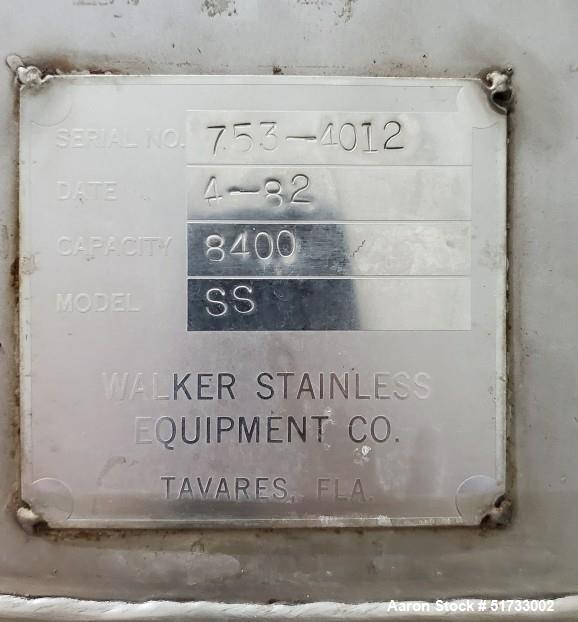 SERIAL NO. 753-4012
DATE 4-82
CAPACITY 8400
MODEL SS
WALKER STAINLESS
EQUIPMENT CO.
TAVARES, FLA.
Aaron Stock # 51733002